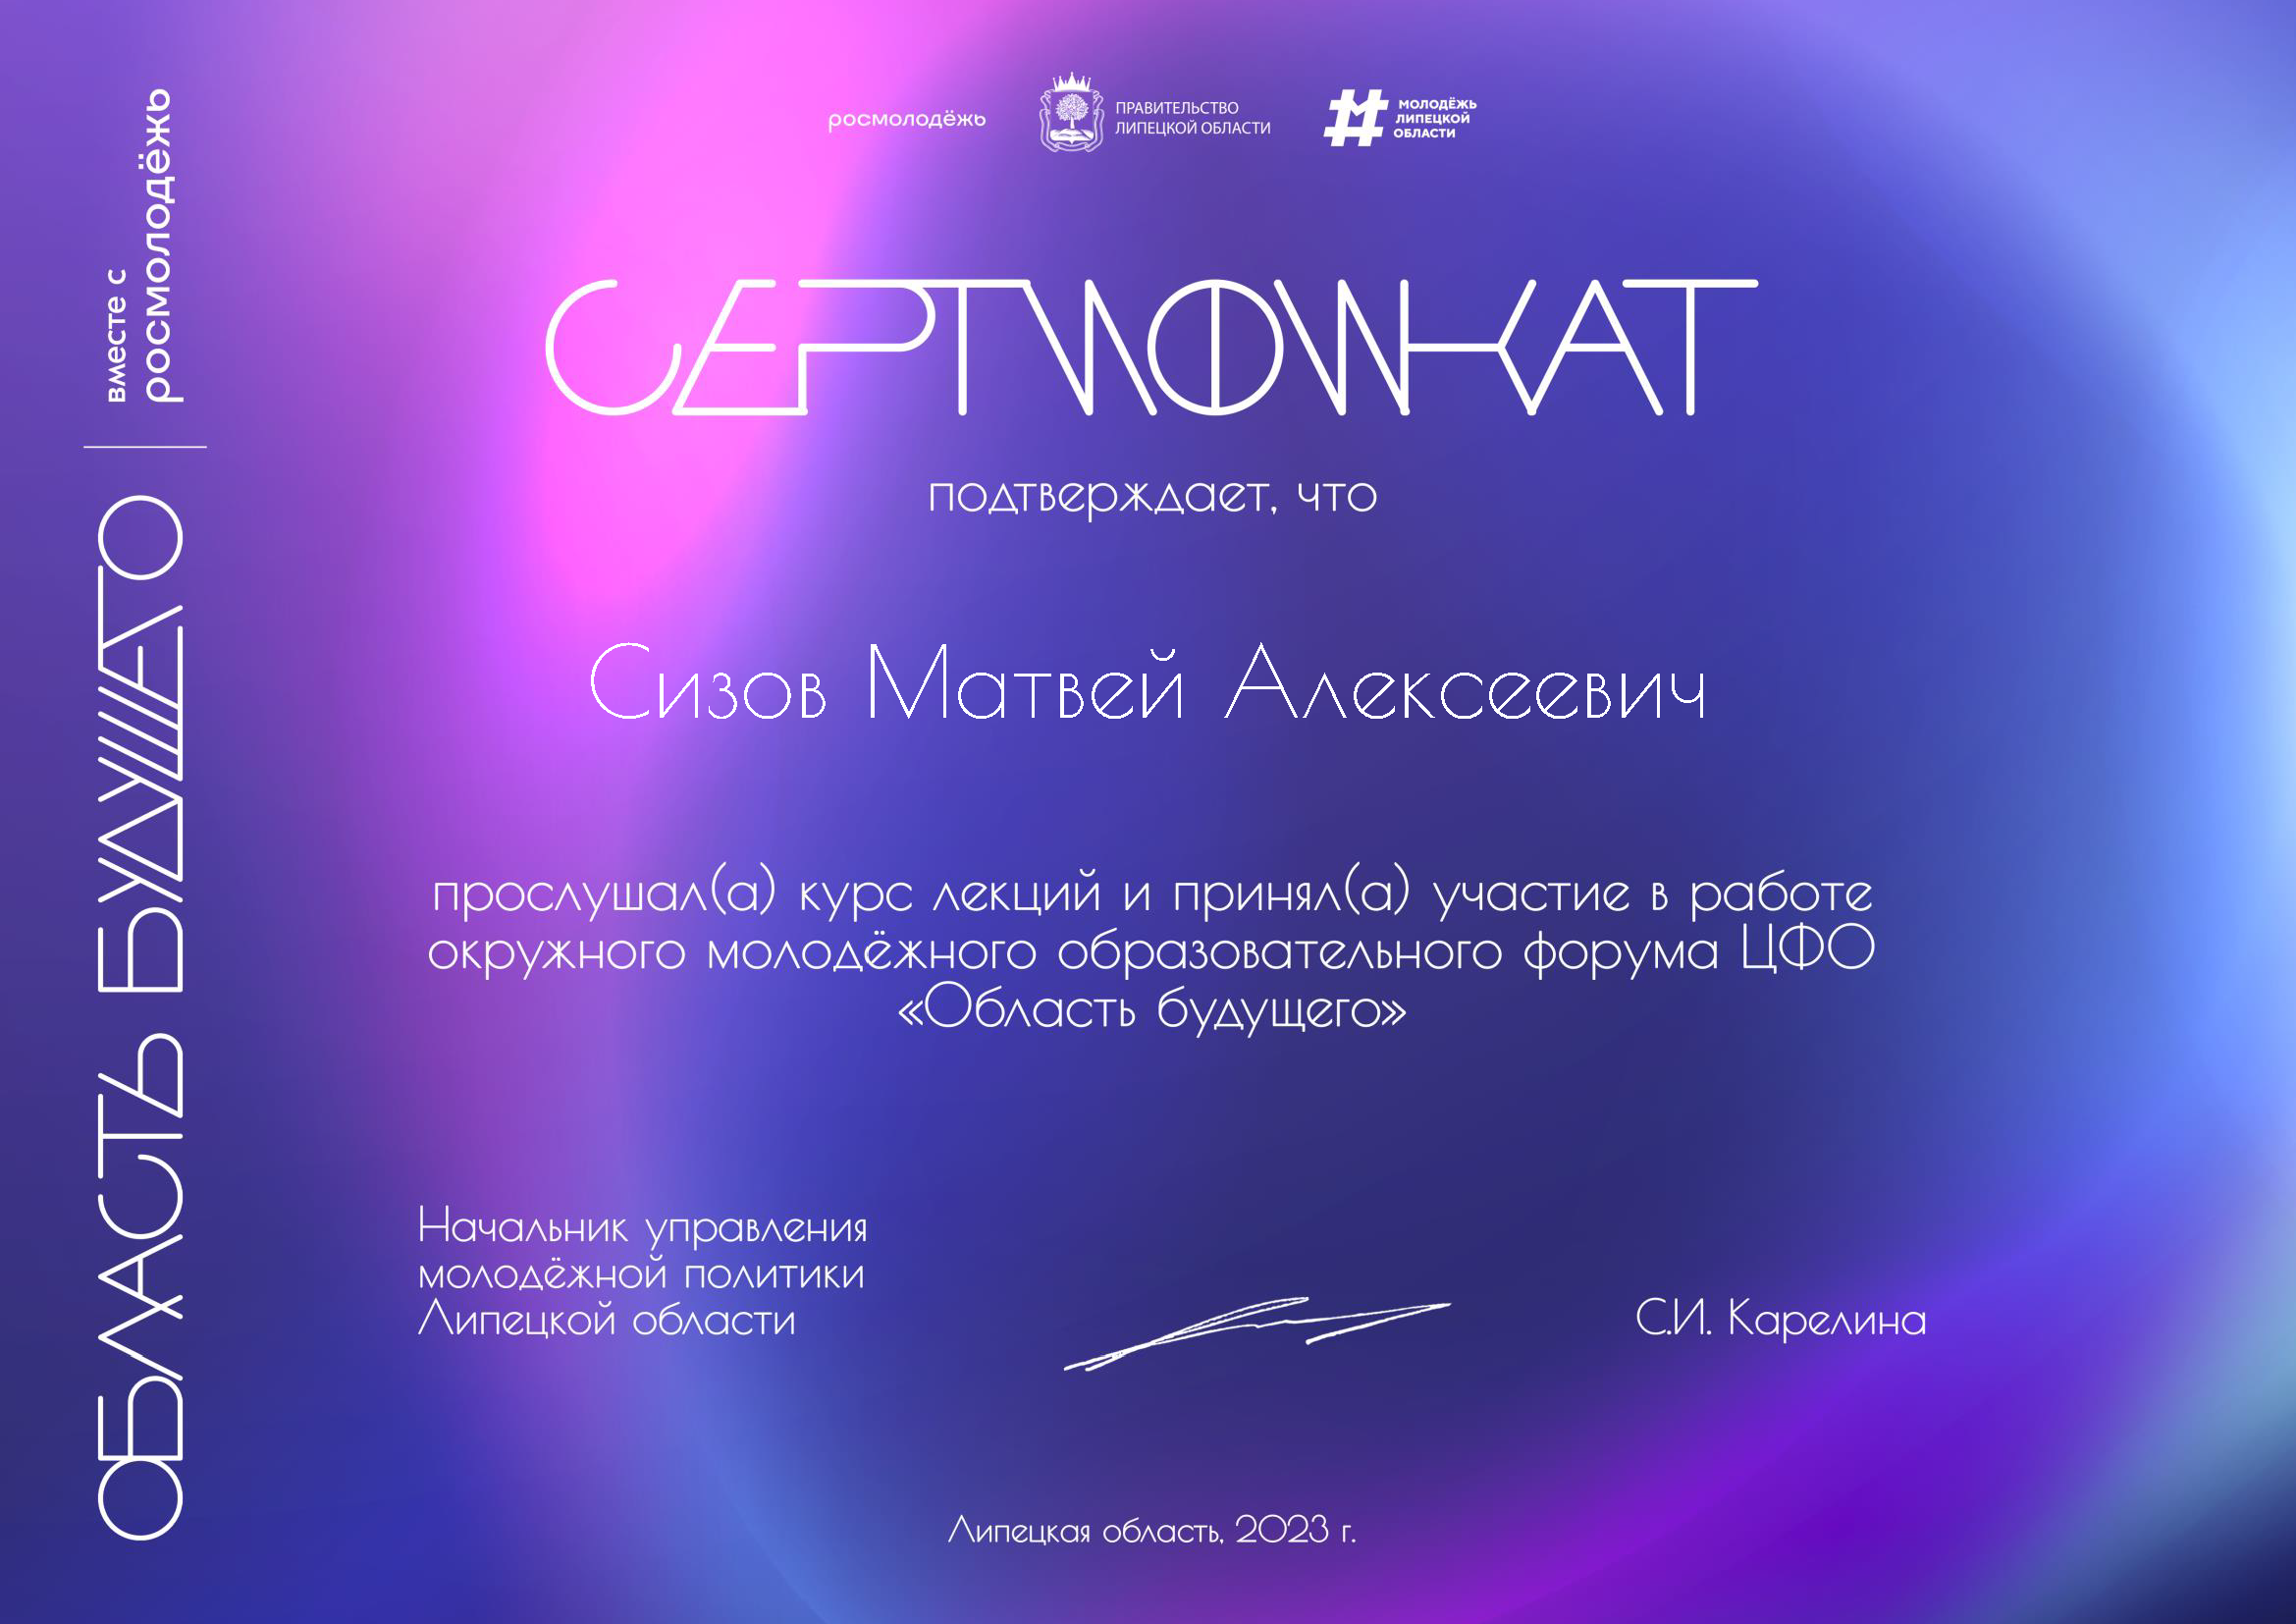 росмолодёжь
ПРАВИТЕЛЬСТВО
ЛИПЕЦКОЙ ОБЛАСТИ
МОЛОДЁЖЬ
ЛИПЕЦКОЙ
ОБЛАСТИ
вместе с
росмолодёжь
ОБЛАСТЬ БУДУЩЕГО
СЕРТИФИКАТ
подтверждает, что
Сизов Матвей Алексеевич
прослушал(а) курс лекций и принял(а) участие в работе
окружного молодёжного образовательного форума ЦФО
«Область будущего»
Начальник управления
молодёжной политики
Липецкой области
С.И. Карелина
Липецкая область, 2023 г.